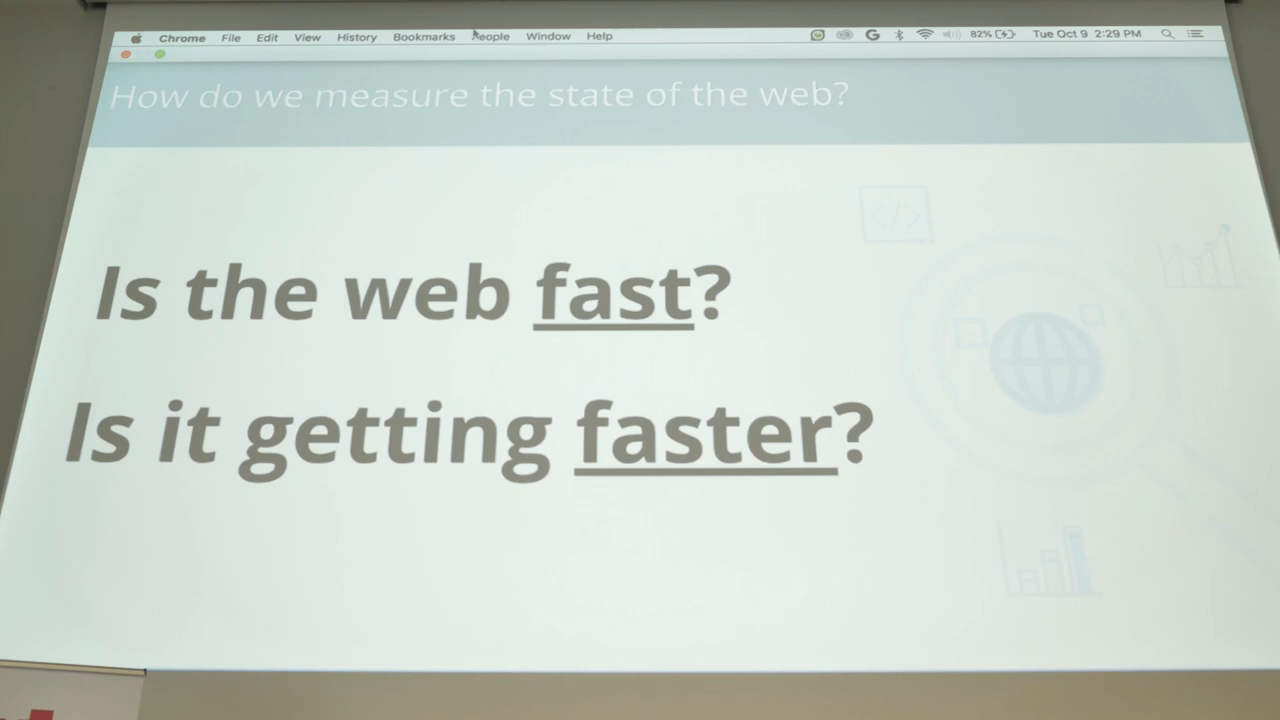 Chrome File Edit View History Bookmarks People Window Help 82% Tue Oct 9 2:29 PM
How do we measure the state of the web?
</>
Is the web fast?
Is it getting faster?